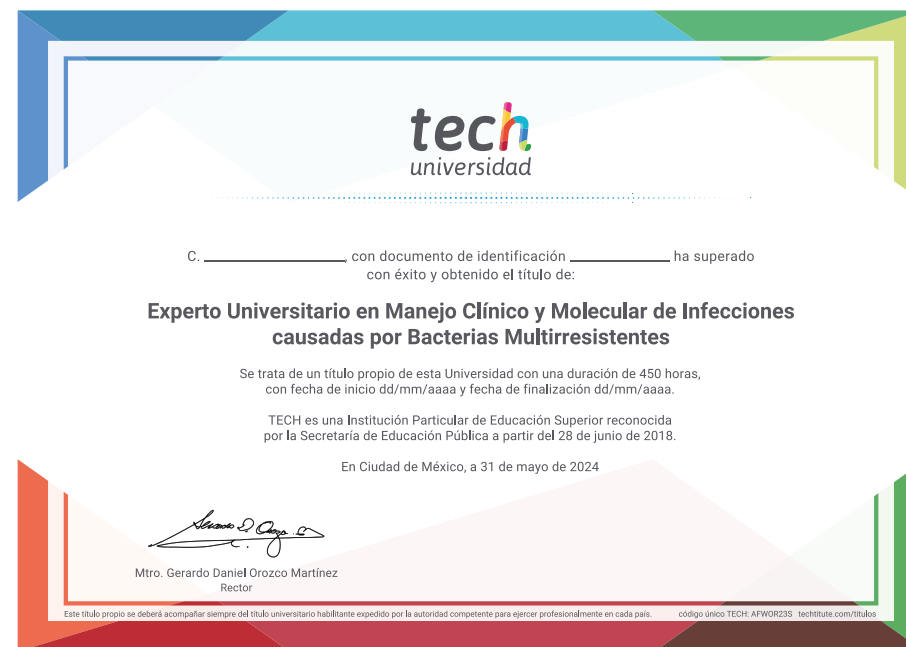 tech
universidad
C. ____________, con documento de identificación ____________ ha superado
con éxito y obtenido el título de:
Experto Universitario en Manejo Clínico y Molecular de Infecciones
causadas por Bacterias Multirresistentes
Se trata de un título propio de esta Universidad con una duración de 450 horas,
con fecha de inicio dd/mm/aaaa y fecha de finalización dd/mm/aaaa.
TECH es una Institución Particular de Educación Superior reconocida
por la Secretaría de Educación Pública a partir del 28 de junio de 2018.
En Ciudad de México, a 31 de mayo de 2024
Mtro. Gerardo Daniel Orozco Martínez
Rector
Este título propio se deberá acompañar siempre del título universitario habilitante expedido por la autoridad competente para ejercer profesionalmente en cada país. código único TECH: AFWOR23S techtitute.com/titulos